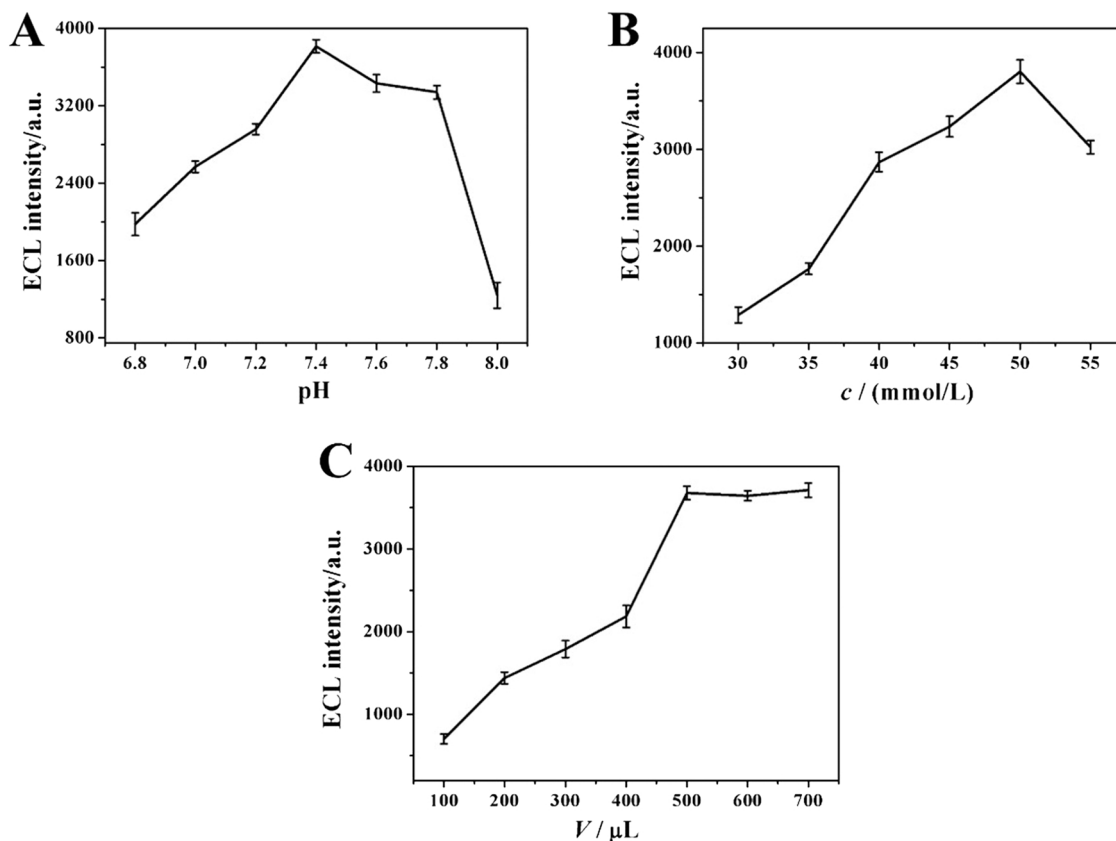 A
ECL intensity/a.u.
4000
3200
2400
1600
800
6.8 7.0 7.2 7.4 7.6 7.8 8.0
pH
B
ECL intensity/a.u.
4000
3000
2000
1000
30 35 40 45 50 55
c / (mmol/L)
C
ECL intensity/a.u.
4000
3000
2000
1000
100 200 300 400 500 600 700
V / μL